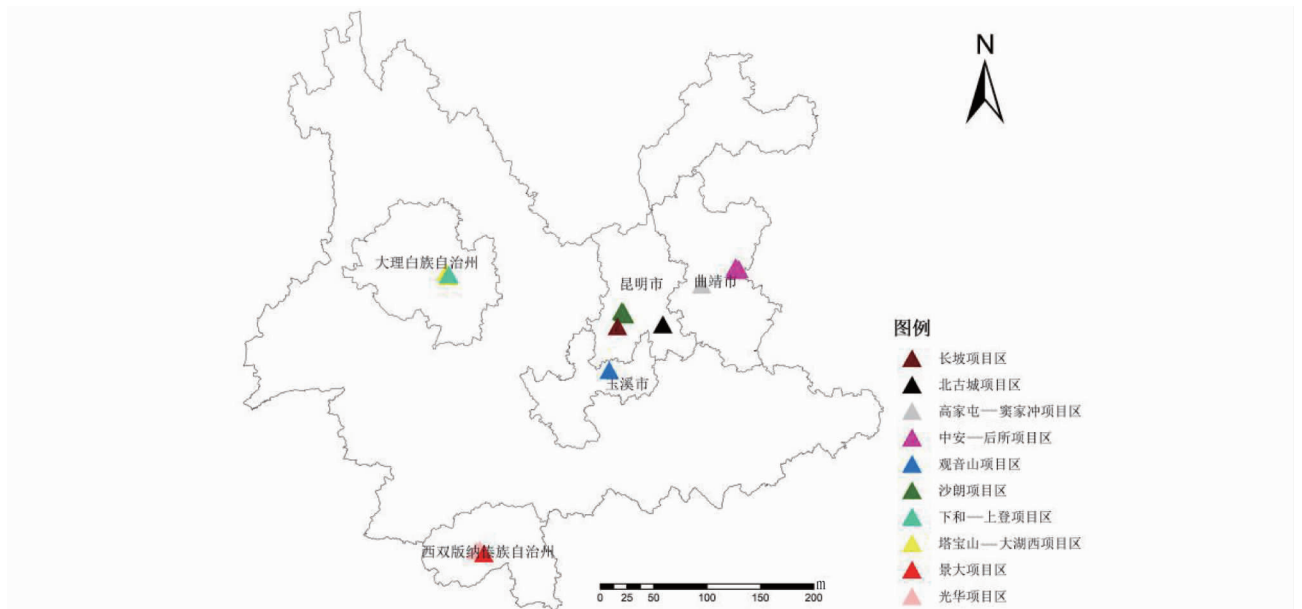 N
大理白族自治州
昆明市
曲靖市
玉溪市
西双版纳傣族自治州
图例
长坡项目区
北古城项目区
高家屯—窦家冲项目区
中安—后所项目区
观音山项目区
沙朗项目区
下和—上登项目区
塔宝山—大湖西项目区
景大项目区
光华项目区
m
0 25 50 100 150 200